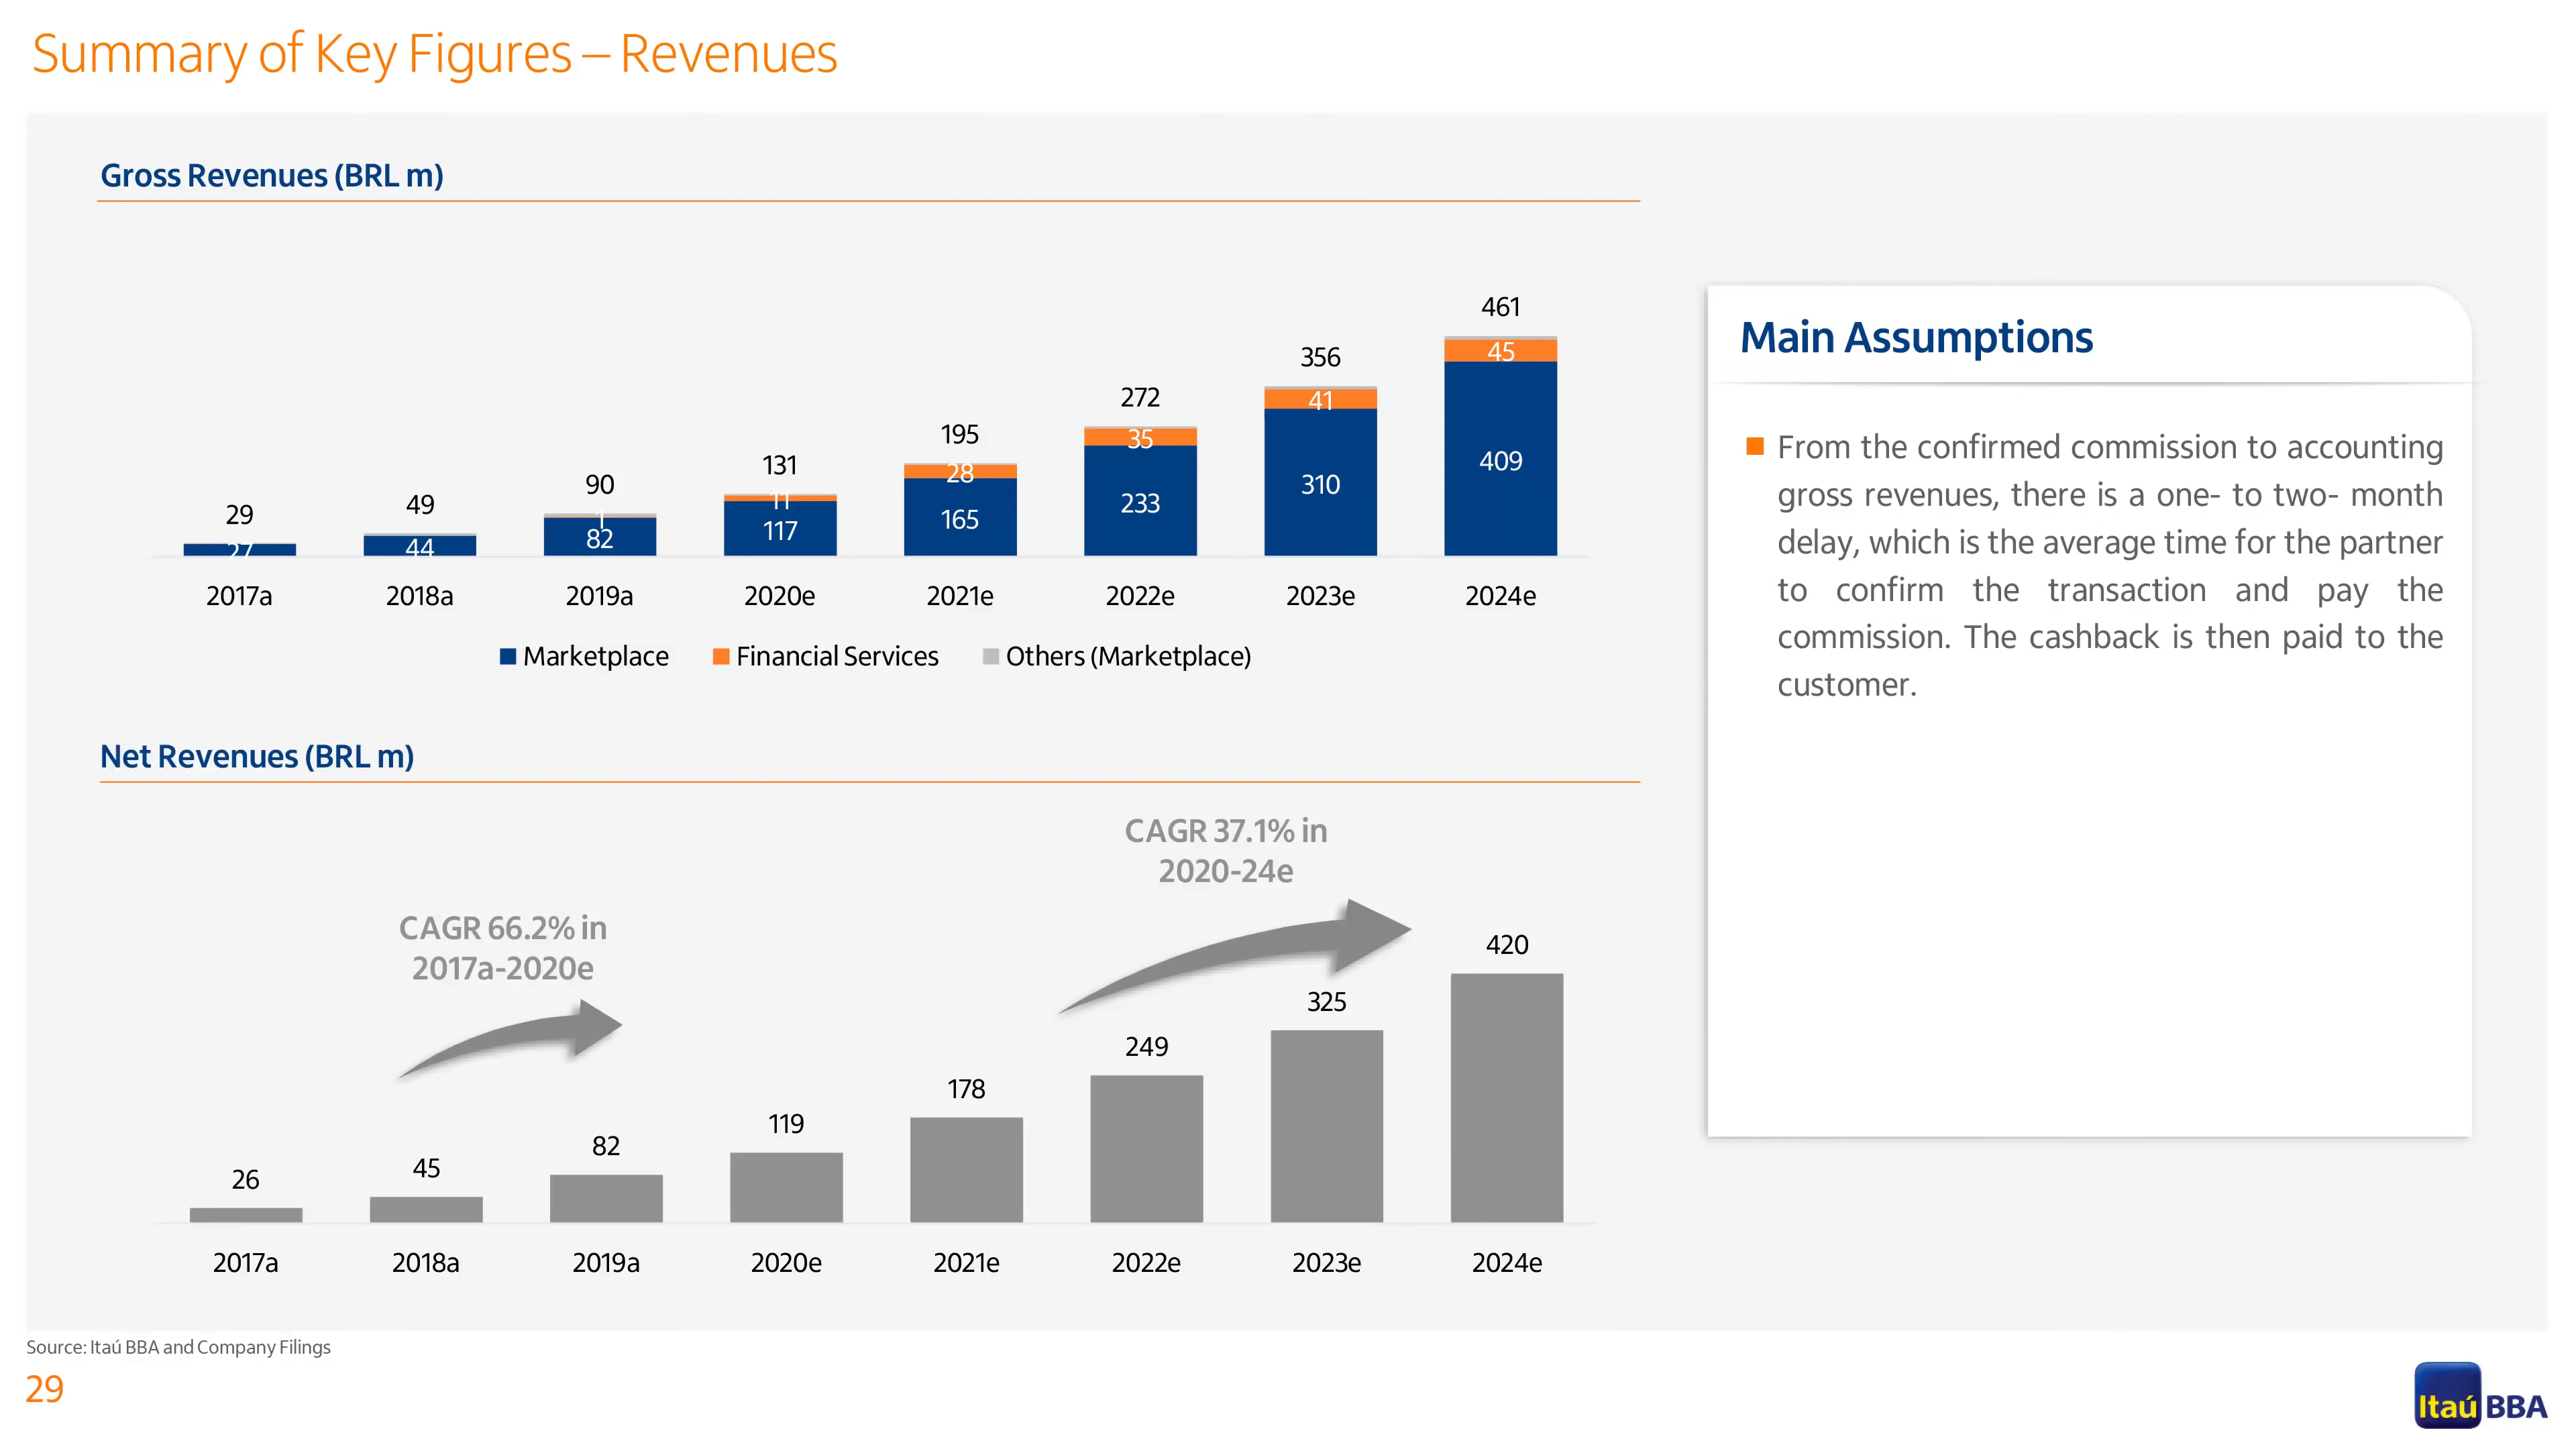 Summary of Key Figures – Revenues
Gross Revenues (BRL m)
29 49 90 131 195 272 356 461
1 11 28 35 41 45
27 44 82 117 165 233 310 409
2017a 2018a 2019a 2020e 2021e 2022e 2023e 2024e
Marketplace Financial Services Others (Marketplace)
Net Revenues (BRL m)
CAGR 66.2% in
2017a-2020e
CAGR 37.1% in
2020-24e
26 45 82 119 178 249 325 420
2017a 2018a 2019a 2020e 2021e 2022e 2023e 2024e
Main Assumptions
From the confirmed commission to accounting
gross revenues, there is a one- to two- month
delay, which is the average time for the partner
to confirm the transaction and pay the
commission. The cashback is then paid to the
customer.
Source: Itaú BBA and Company Filings
29
Itaú BBA